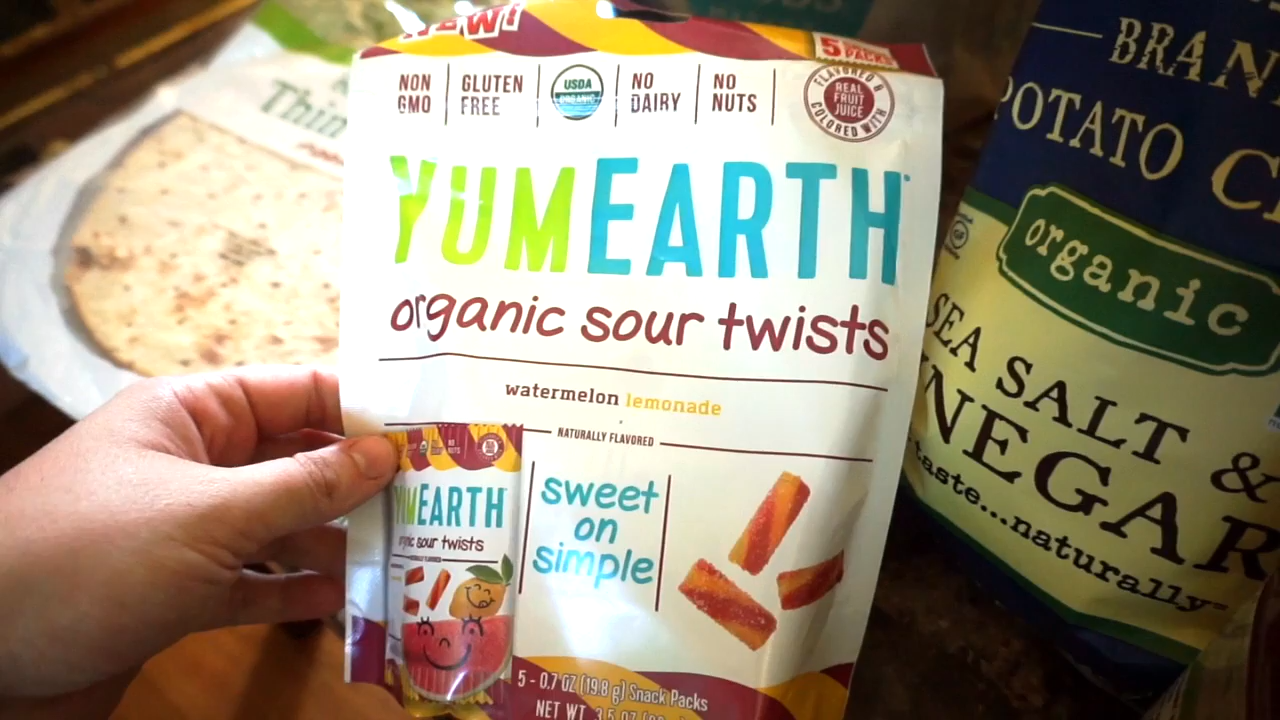 NEW!
5 PACKS
NON GMO
GLUTEN FREE
USDA ORGANIC
NO DAIRY
NO NUTS
FLAVORED & COLORED WITH
REAL FRUIT JUICE
YUMEARTH
organic sour twists
watermelon lemonade
NATURALLY FLAVORED
sweet
on
simple
YUMEARTH
organic sour twists
5 - 0.7 OZ (19.8 g) Snack Packs
NET WT. 3.5 OZ
Thin
BRAN
POTATO C
organic
SEA SALT &
VINEGAR
taste...naturally